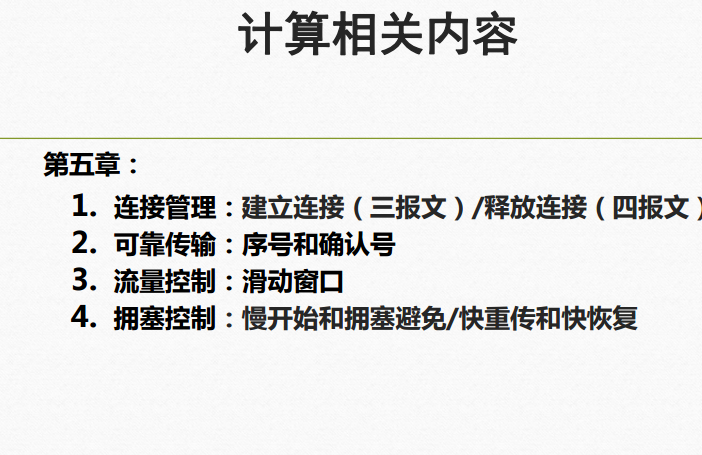 计算相关内容
第五章：
1. 连接管理：建立连接（三报文）/释放连接（四报文）
2. 可靠传输：序号和确认号
3. 流量控制：滑动窗口
4. 拥塞控制：慢开始和拥塞避免/快重传和快恢复